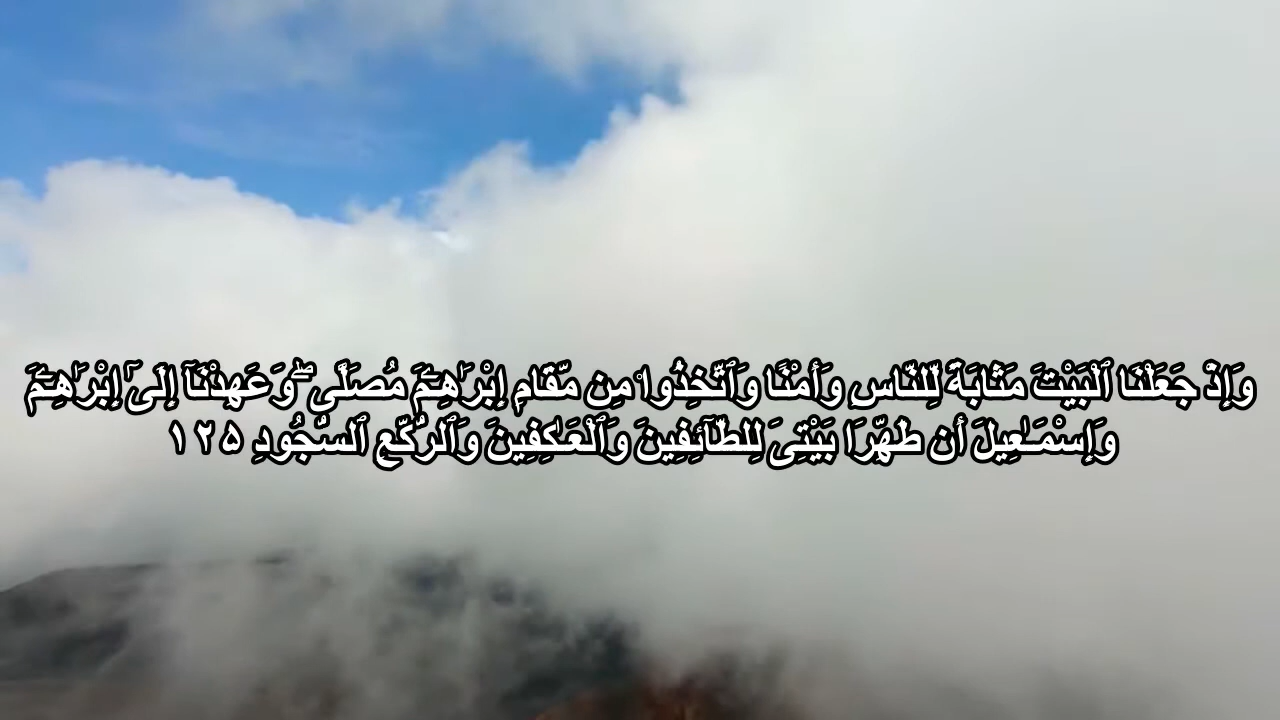 وَإِذْ جَعَلْنَا ٱلْبَيْتَ مَثَابَةً لِّلنَّاسِ وَأَمْنًا وَٱتَّخِذُوا۟ مِن مَّقَامِ إِبْرَٰهِـۧمَ مُصَلًّى ۖ وَعَهِدْنَآ إِلَىٰٓ إِبْرَٰهِـۧمَ
وَإِسْمَـٰعِيلَ أَن طَهِّرَا بَيْتِىَ لِلطَّآئِفِينَ وَٱلْعَـٰكِفِينَ وَٱلرُّكَّعِ ٱلسُّجُودِ ١٢٥